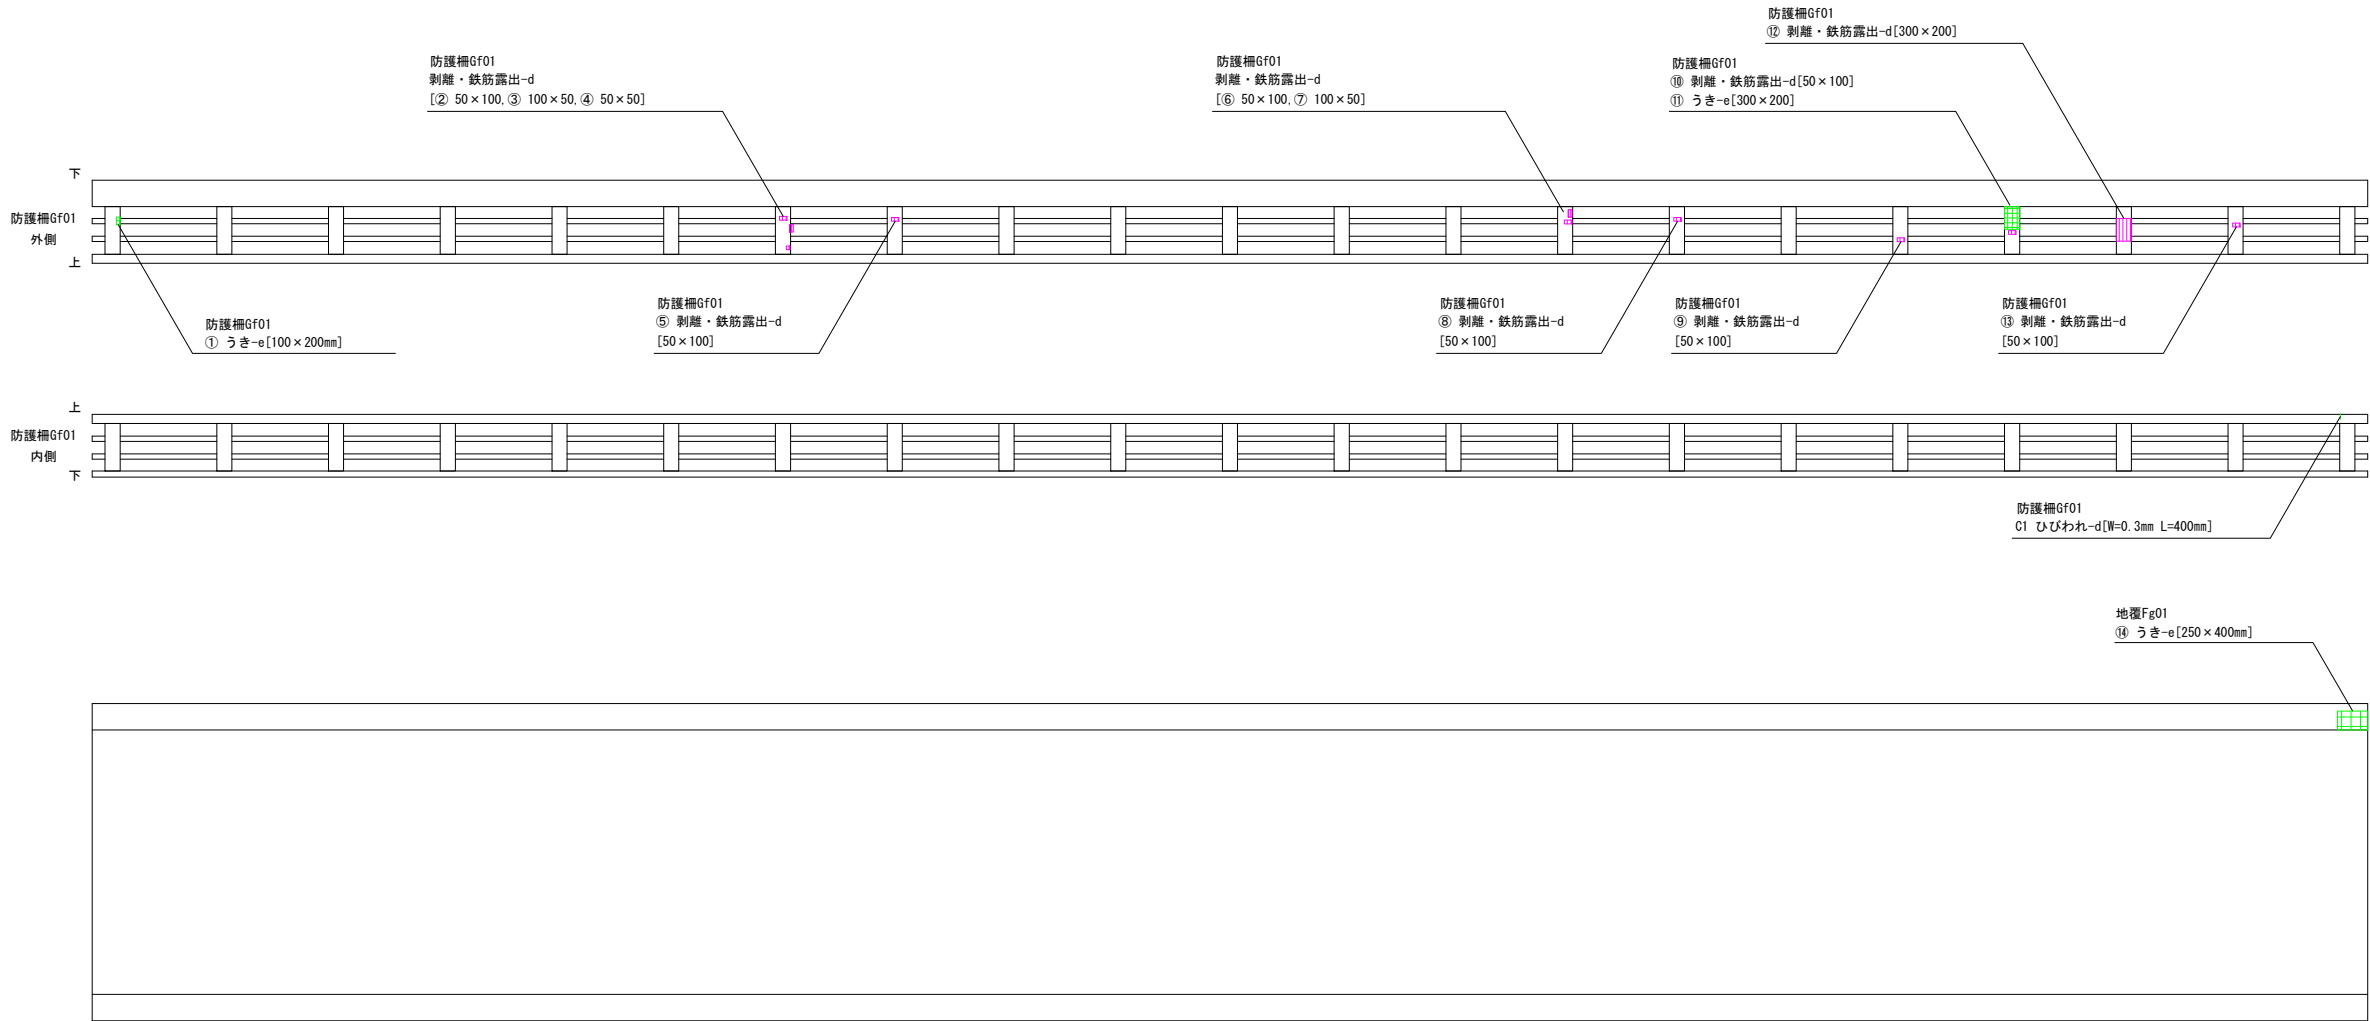 防護柵Gf01
⑫ 剥離・鉄筋露出-d[300×200]
防護柵Gf01
剥離・鉄筋露出-d
[② 50×100,③ 100×50,④ 50×50]
防護柵Gf01
剥離・鉄筋露出-d
[⑥ 50×100,⑦ 100×50]
防護柵Gf01
⑩ 剥離・鉄筋露出-d[50×100]
⑪ うき-e[300×200]
下
防護柵Gf01
外側
上
防護柵Gf01
① うき-e[100×200mm]
防護柵Gf01
⑤ 剥離・鉄筋露出-d
[50×100]
防護柵Gf01
⑧ 剥離・鉄筋露出-d
[50×100]
防護柵Gf01
⑨ 剥離・鉄筋露出-d
[50×100]
防護柵Gf01
⑬ 剥離・鉄筋露出-d
[50×100]
上
防護柵Gf01
内側
下
防護柵Gf01
C1 ひびわれ-d[W=0.3mm L=400mm]
地覆Fg01
⑭ うき-e[250×400mm]